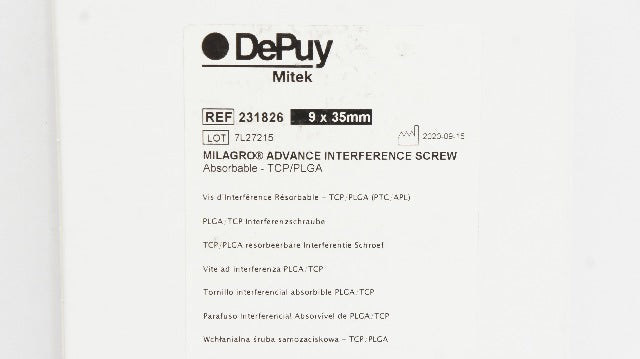 DePuy
Mitek
REF 231826 9 x 35mm
LOT 7L27215 2020-09-15
MILAGRO® ADVANCE INTERFERENCE SCREW
Absorbable - TCP/PLGA
Vis d'Interférence Résorbable - TCP/PLGA (PTC/APL)
PLGA/TCP Interferenzschraube
TCP/PLGA resorbeerbare Interferentie Schroef
Vite ad interferenza PLGA/TCP
Tornillo interferencial absorbible PLGA/TCP
Parafuso Interferencial Absorvível de PLGA/TCP
Wchłanialna śruba samozaciskowa - TCP/PLGA